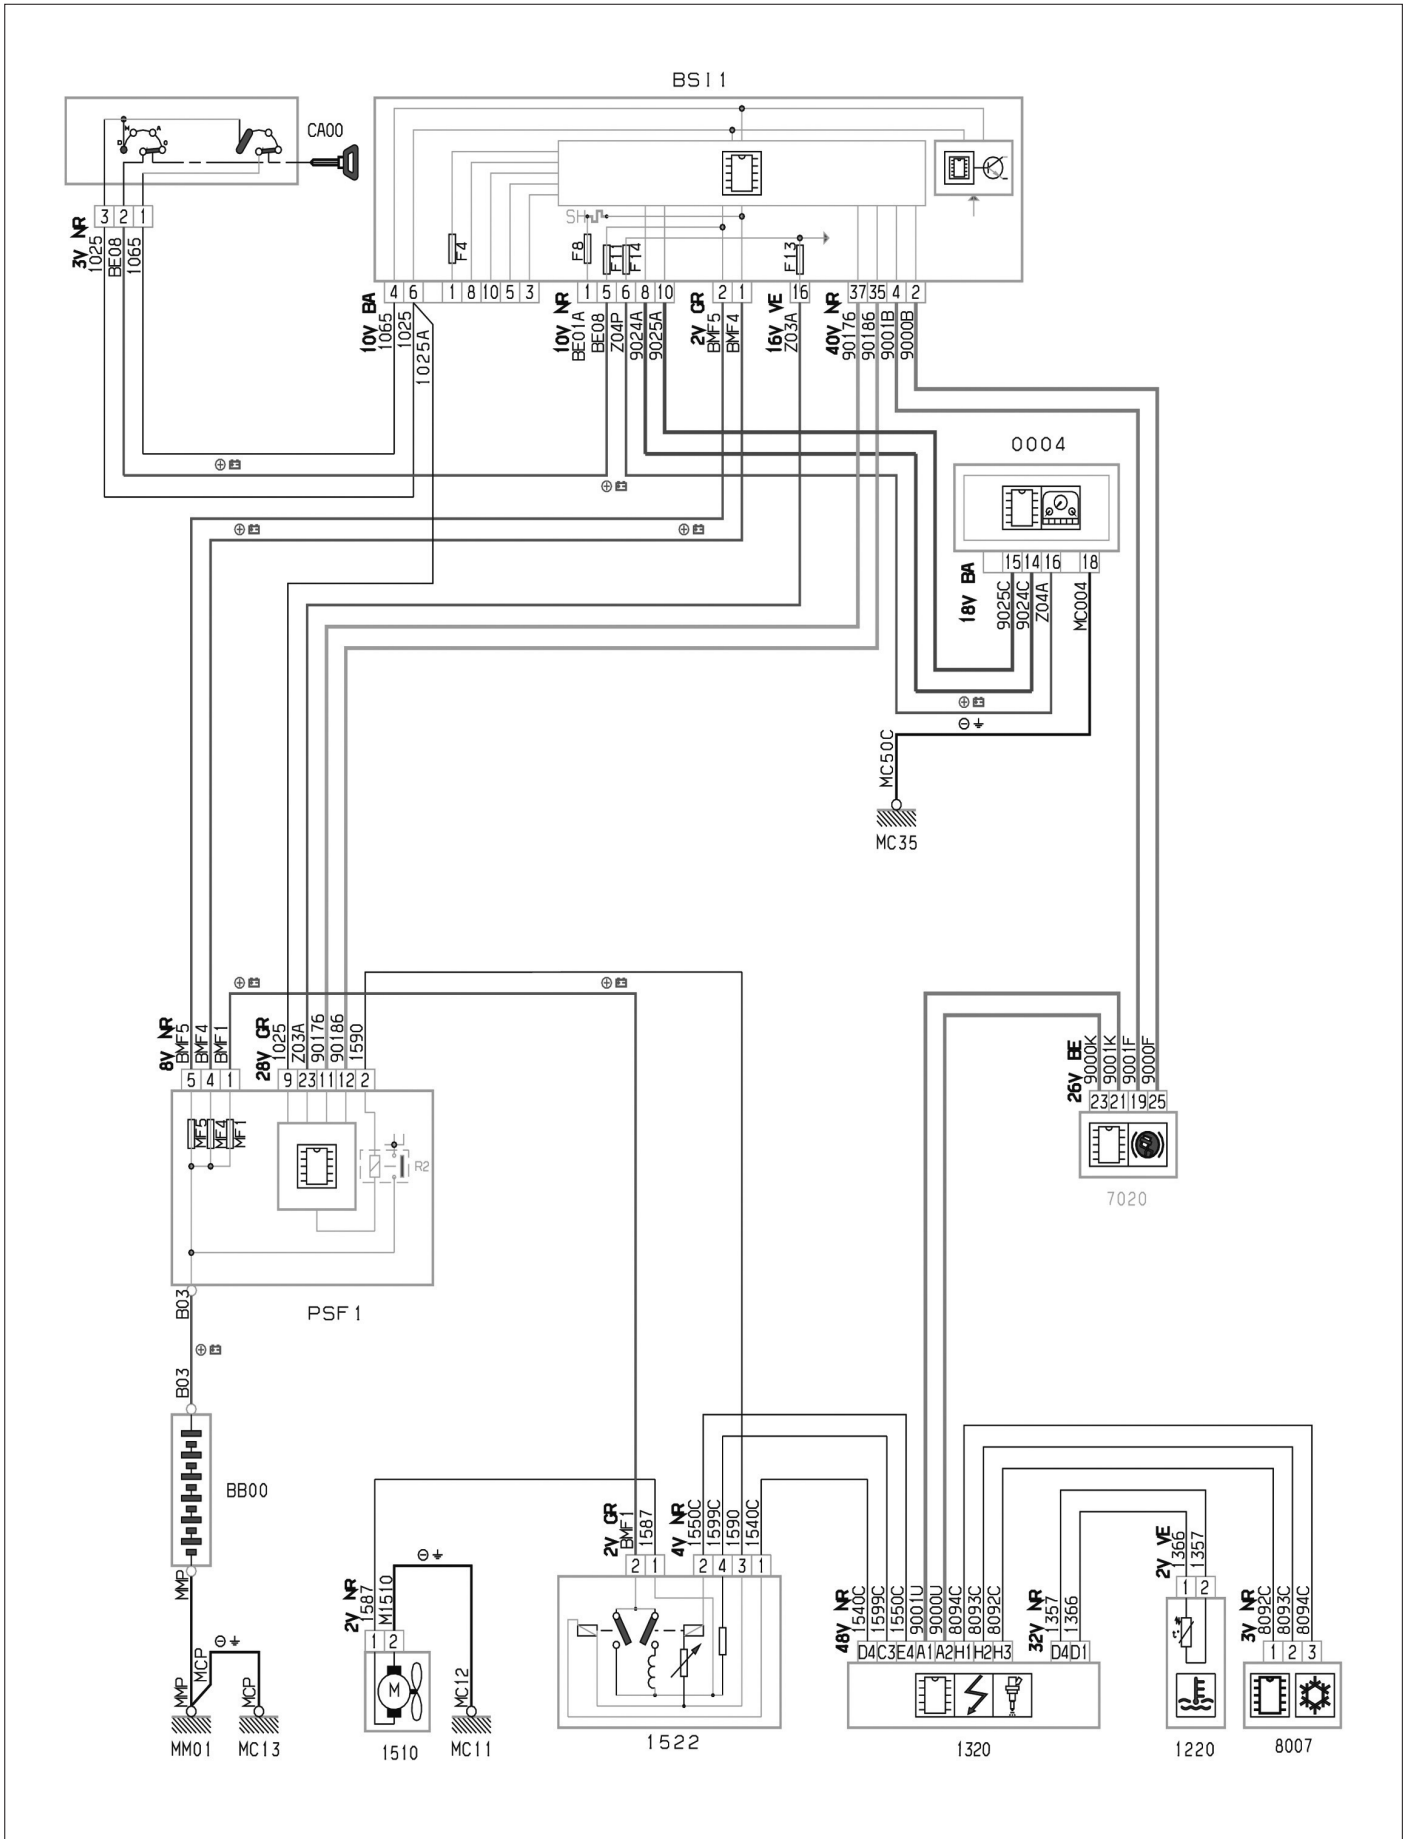 BSI1
CA00
D M A C
3 2 1
3V NR
1025
BE08
1065
SH
F4
F8
F11
F14
F13
4 6 1 8 10 5 3
1 5 6 8 10
2 1
16
37 35 4 2
10V BA
1065
1025
1025A
10V NR
BE01A
BE08
Z04P
9024A
9025A
2V GR
BMF5
BMF4
16V VE
Z03A
40V NR
90176
90186
9001B
9000B
0004
15 14 16 18
18V BA
9025C
9024C
Z04A
MC004
MC50C
MC35
8V NR
BMF5
BMF4
BMF1
28V GR
1025
Z03A
90176
90186
1590
5 4 1
9 23 11 12 2
MF5
MF4
MF1
R2
PSF1
26V BE
9000K
9001K
9001F
9000F
23 21 19 25
7020
B03
B03
BB00
MMP
MMP
MCP
MCP
MM01
MC13
2V NR
1587
M1510
1 2
M
1510
MC12
MC11
2V GR
BMF1
1587
4V NR
1550C
1599C
1590
1540C
2 1
2 4 3 1
1522
48V NR
1540C
1599C
1550C
9001U
9000U
8094C
8093C
8092C
D4 C3 E4 A1 A2 H1 H2 H3
32V NR
1357
1366
D4 D1
1320
2V VE
1366
1357
1 2
t°
1220
3V NR
8092C
8093C
8094C
1 2 3
8007